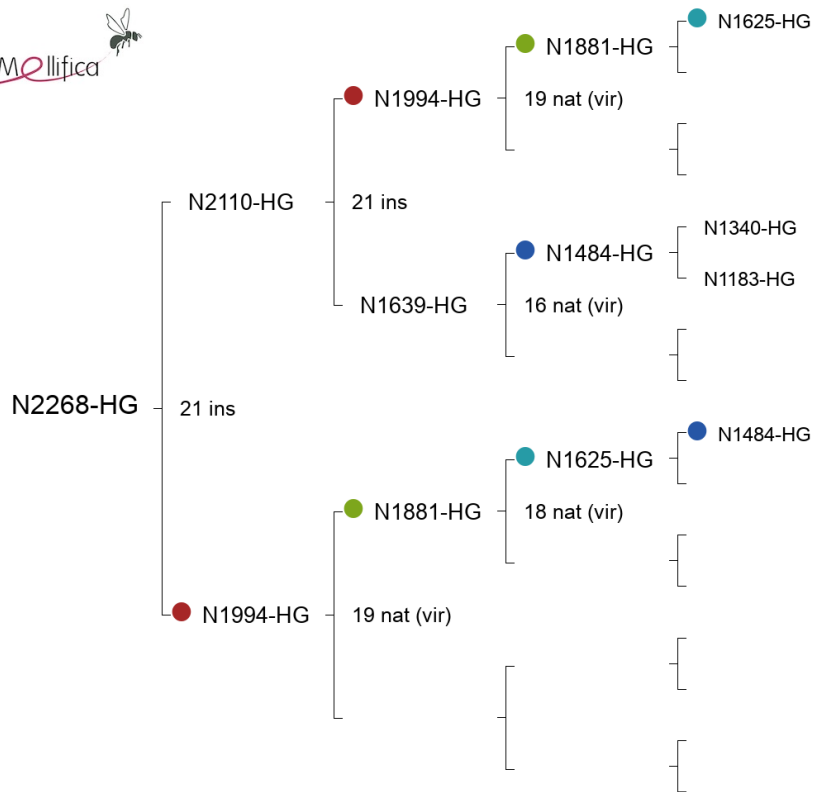 Mellifica
N1625-HG
N1881-HG
N1994-HG
19 nat (vir)
N2110-HG
21 ins
N1340-HG
N1484-HG
N1183-HG
N1639-HG
16 nat (vir)
N2268-HG
21 ins
N1484-HG
N1625-HG
N1881-HG
18 nat (vir)
N1994-HG
19 nat (vir)